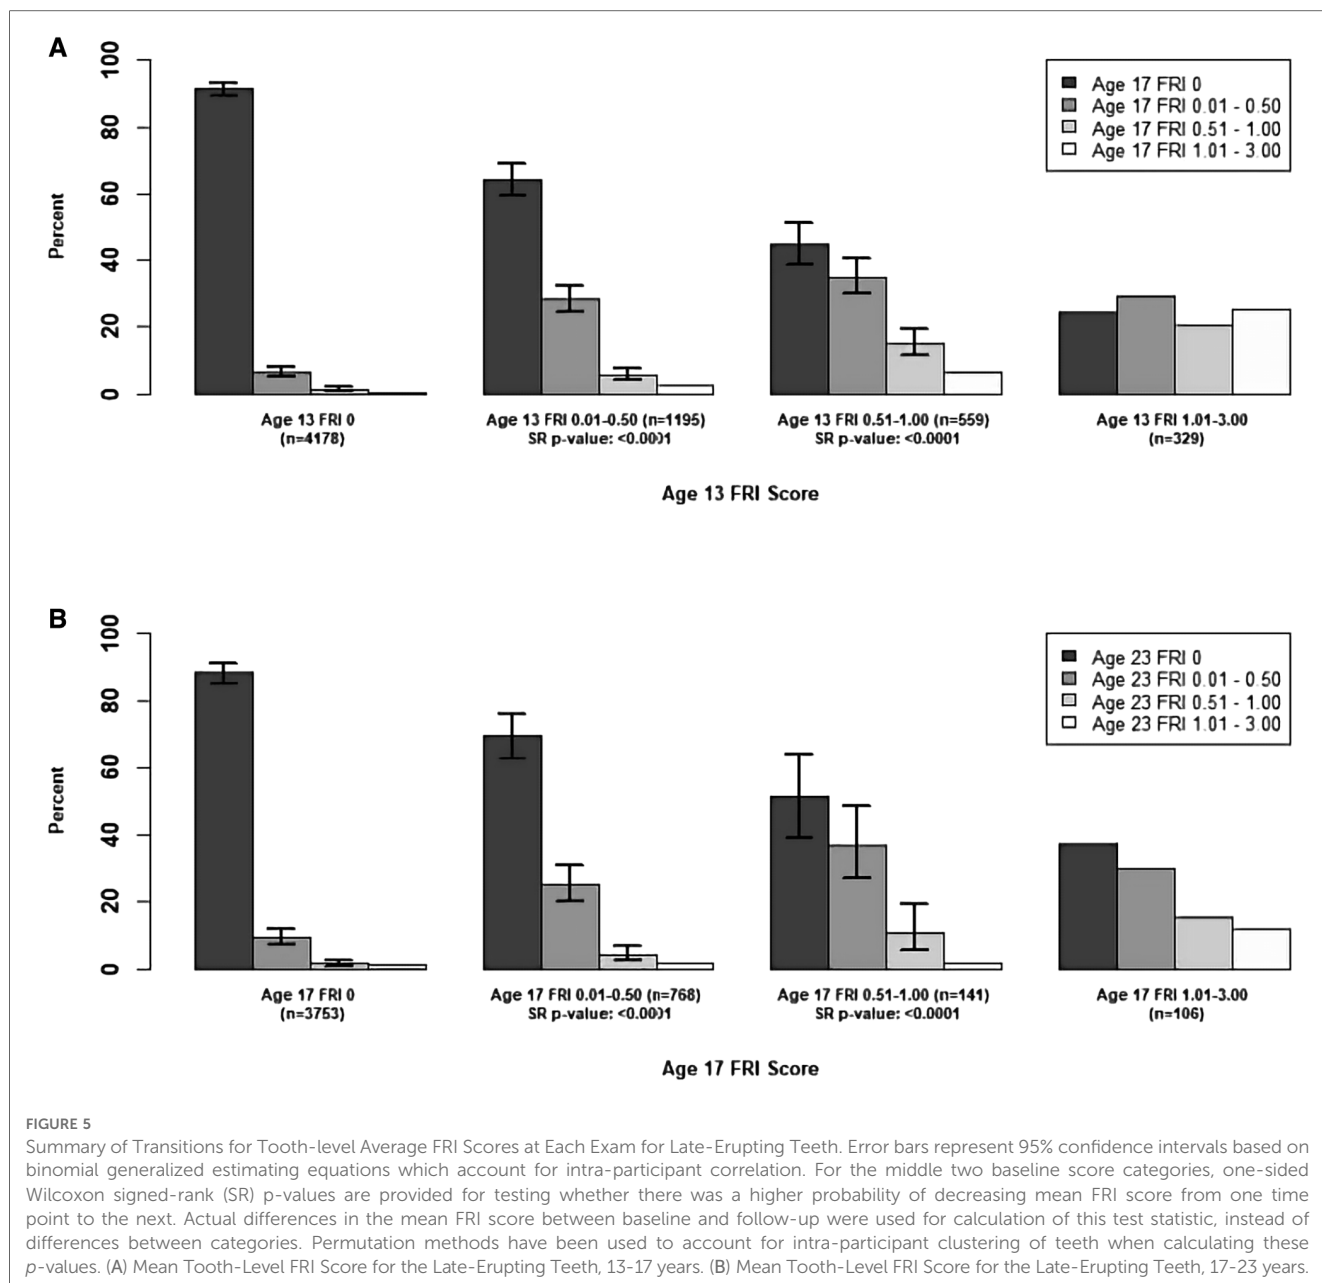 A
100
80
60
40
20
0
Percent
Age 17 FRI 0
Age 17 FRI 0.01 - 0.50
Age 17 FRI 0.51 - 1.00
Age 17 FRI 1.01 - 3.00
Age 13 FRI 0
(n=4178)
Age 13 FRI 0.01-0.50 (n=1195)
SR p-value: <0.0001
Age 13 FRI 0.51-1.00 (n=559)
SR p-value: <0.0001
Age 13 FRI 1.01-3.00
(n=329)
Age 13 FRI Score
B
100
80
60
40
20
0
Percent
Age 23 FRI 0
Age 23 FRI 0.01 - 0.50
Age 23 FRI 0.51 - 1.00
Age 23 FRI 1.01 - 3.00
Age 17 FRI 0
(n=3753)
Age 17 FRI 0.01-0.50 (n=768)
SR p-value: <0.0001
Age 17 FRI 0.51-1.00 (n=141)
SR p-value: <0.0001
Age 17 FRI 1.01-3.00
(n=106)
Age 17 FRI Score
FIGURE 5
Summary of Transitions for Tooth-level Average FRI Scores at Each Exam for Late-Erupting Teeth. Error bars represent 95% confidence intervals based on
binomial generalized estimating equations which account for intra-participant correlation. For the middle two baseline score categories, one-sided
Wilcoxon signed-rank (SR) p-values are provided for testing whether there was a higher probability of decreasing mean FRI score from one time
point to the next. Actual differences in the mean FRI score between baseline and follow-up were used for calculation of this test statistic, instead of
differences between categories. Permutation methods have been used to account for intra-participant clustering of teeth when calculating these
p-values. (A) Mean Tooth-Level FRI Score for the Late-Erupting Teeth, 13-17 years. (B) Mean Tooth-Level FRI Score for the Late-Erupting Teeth, 17-23 years.